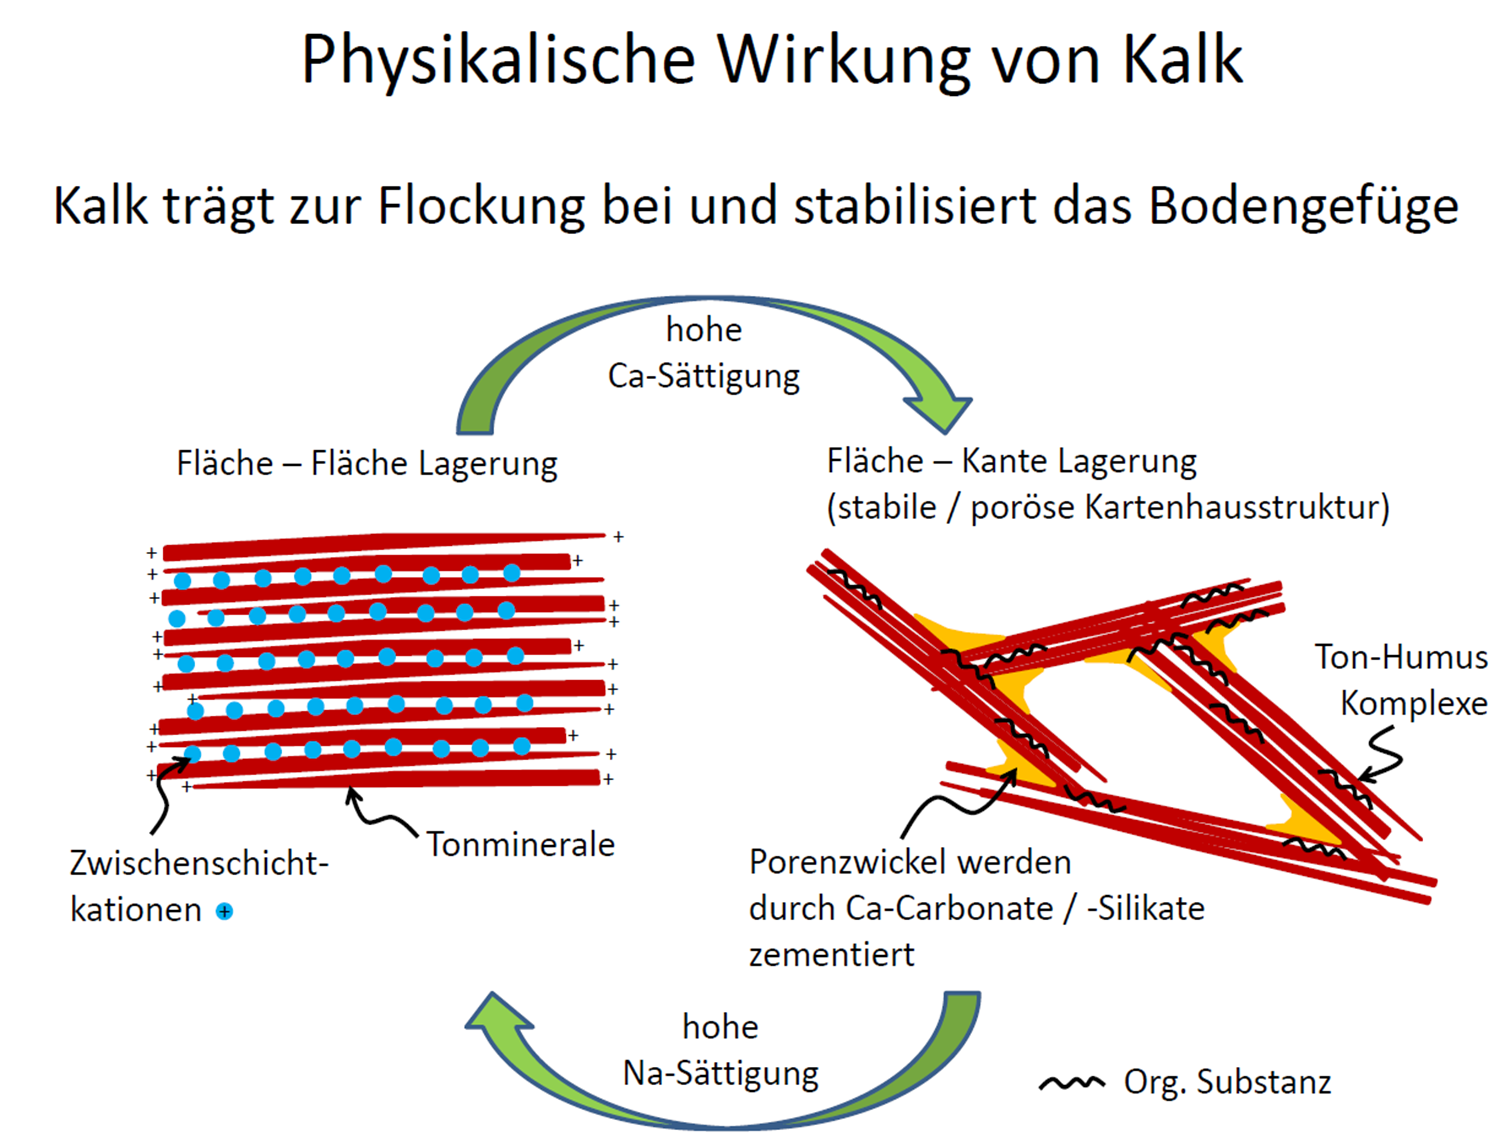 Physikalische Wirkung von Kalk
Kalk trägt zur Flockung bei und stabilisiert das Bodengefüge
hohe
Ca-Sättigung
Fläche – Fläche Lagerung
Fläche – Kante Lagerung
(stabile / poröse Kartenhausstruktur)
Ton-Humus
Komplexe
Tonminerale
Zwischenschicht-
kationen +
Porenzwickel werden
durch Ca-Carbonate / -Silikate
zementiert
hohe
Na-Sättigung
Org. Substanz